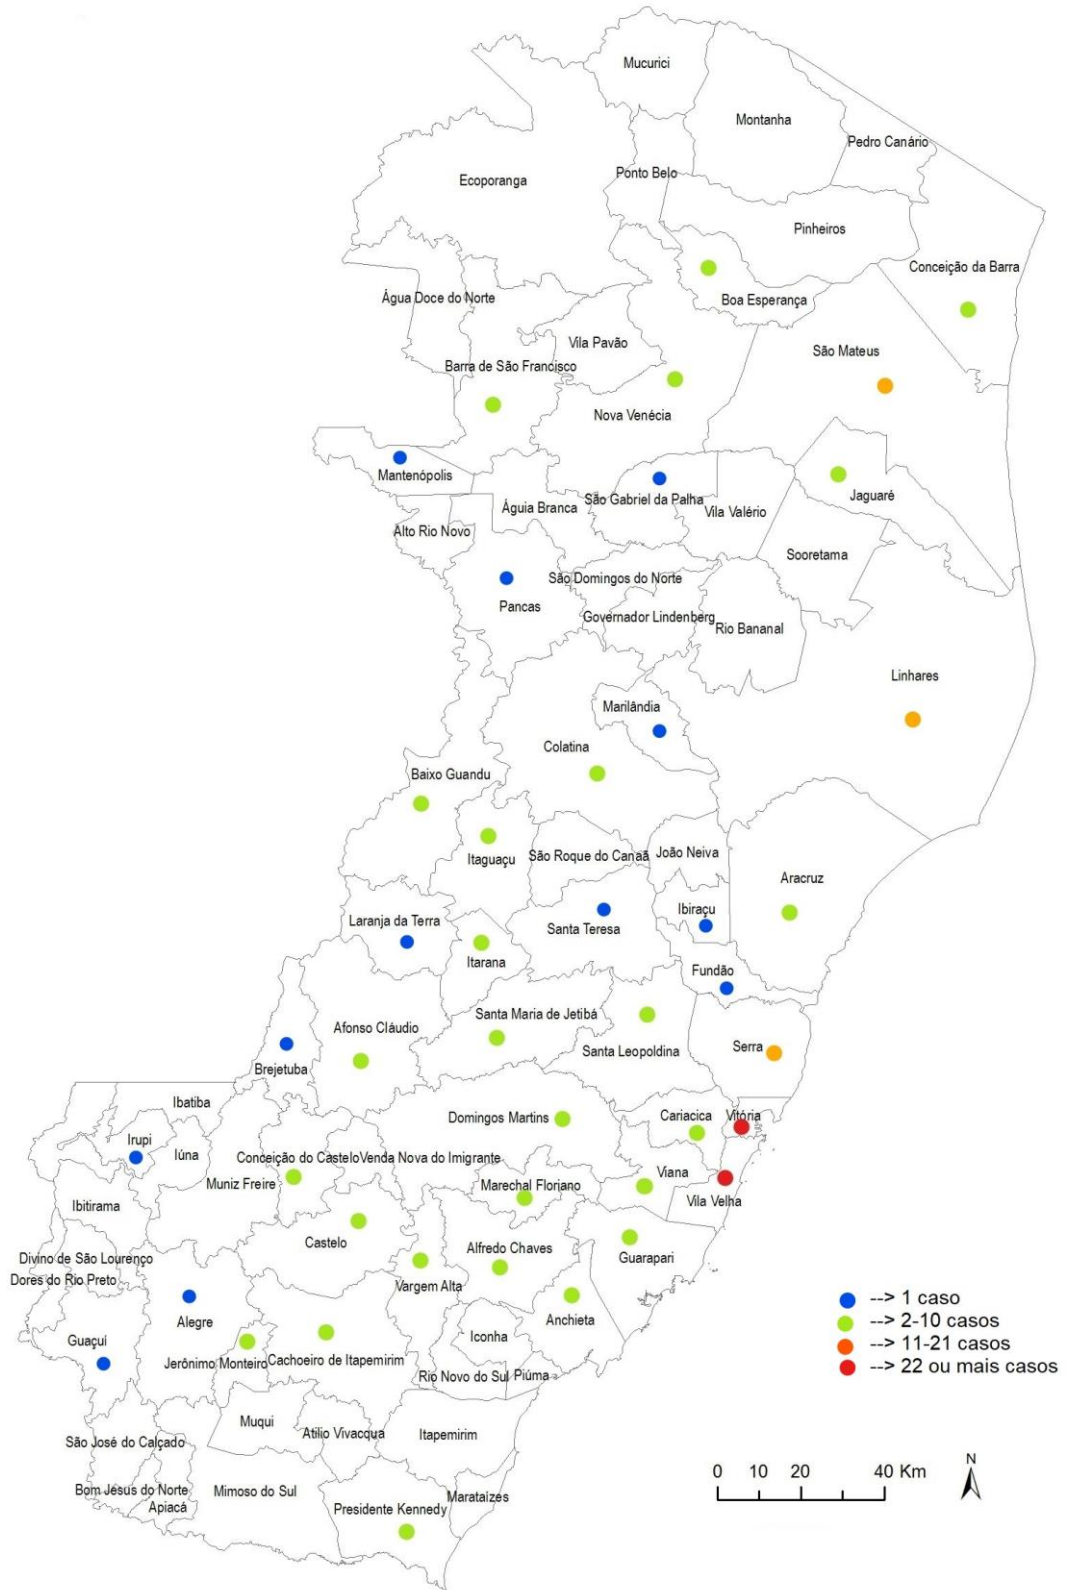 Mucurici
Montanha
Pedro Canário
Ponto Belo
Ecoporanga
Pinheiros
Conceição da Barra
Água Doce do Norte
Boa Esperança
Vila Pavão
São Mateus
Barra de São Francisco
Nova Venécia
Mantenópolis
São Gabriel da Palha
Jaguaré
Águia Branca
Vila Valério
Alto Rio Novo
Sooretama
São Domingos do Norte
Pancas
Governador Lindenberg
Rio Bananal
Linhares
Marilândia
Colatina
Baixo Guandu
Itaguaçu
São Roque do Canaã
João Neiva
Aracruz
Laranja da Terra
Santa Teresa
Ibiraçu
Itarana
Fundão
Santa Maria de Jetibá
Afonso Cláudio
Serra
Santa Leopoldina
Brejetuba
Ibatiba
Domingos Martins
Cariacica
Vitória
Irupi
Iúna
Conceição do Castelo
Venda Nova do Imigrante
Viana
Muniz Freire
Marechal Floriano
Vila Velha
Ibitirama
Castelo
Alfredo Chaves
Guarapari
Divino de São Lourenço
Dores do Rio Preto
Vargem Alta
Alegre
Anchieta
Iconha
Guaçuí
Jerônimo Monteiro
Cachoeiro de Itapemirim
Rio Novo do Sul
Piúma
Muqui
Atilio Vivacqua
Itapemirim
São José do Calçado
Bom Jesus do Norte
Mimoso do Sul
Apiacá
Marataizes
Presidente Kennedy
--> 1 caso
--> 2-10 casos
--> 11-21 casos
--> 22 ou mais casos
0 10 20 40 Km
N